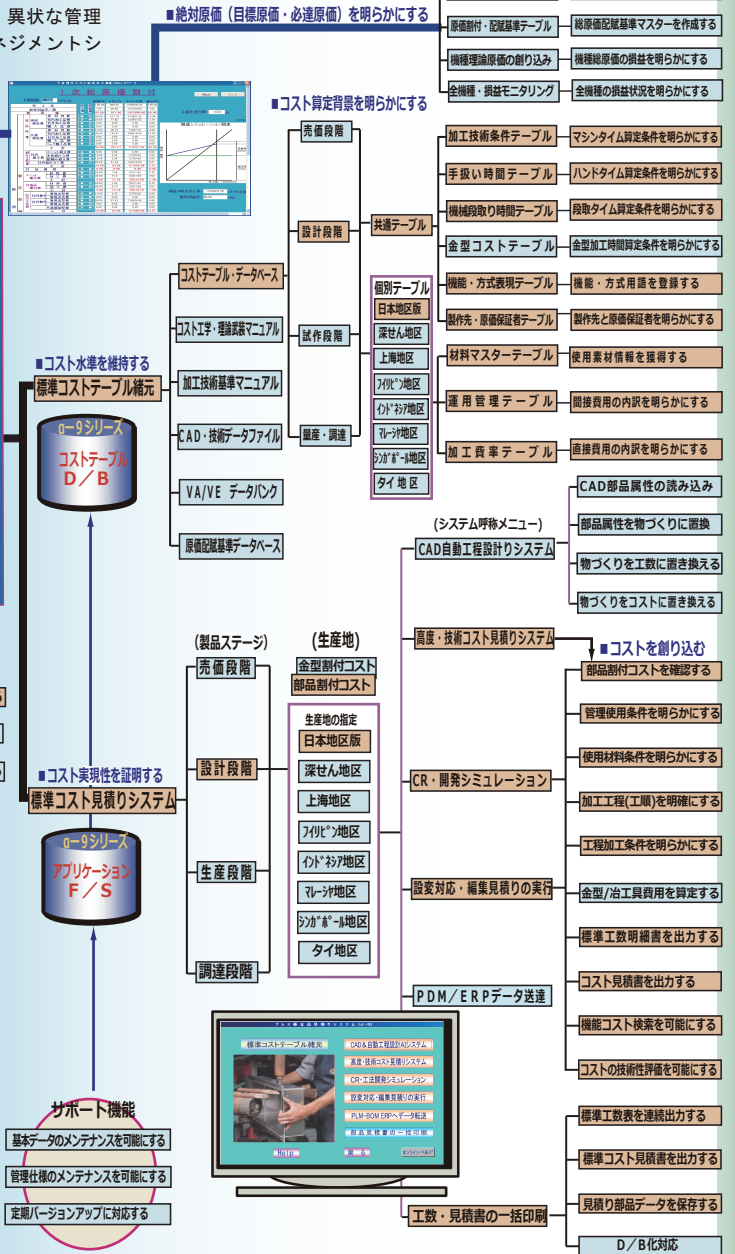 異状な管理
ネジメントシ
■絶対原価（目標原価・必達原価）を明らかにする
原価割付・配賦基準テーブル
総原価配賦基準マスターを作成する
機種理論原価の創り込み
機種総原価の損益を明らかにする
全機種・損益モニタリング
全機種の損益状況を明らかにする
1 次 総 原 価 割 付
■コスト算定背景を明らかにする
売価段階
設計段階
試作段階
量産・調達
共通テーブル
加工技術条件テーブル
マシンタイム算定条件を明らかにする
手扱い時間テーブル
ハンドタイム算定条件を明らかにする
機械段取り時間テーブル
段取タイム算定条件を明らかにする
金型コストテーブル
金型加工時間算定条件を明らかにする
機能・方式表現テーブル
機能・方式用語を登録する
製作先・原価保証者テーブル
製作先と原価保証者を明らかにする
材料マスターテーブル
使用素材情報を獲得する
運用管理テーブル
間接費用の内訳を明らかにする
加工費率テーブル
直接費用の内訳を明らかにする
個別テーブル
日本地区版
深せん地区
上海地区
フィリピン地区
インドネシア地区
マレーシヤ地区
シンガポール地区
タイ地区
■コスト水準を維持する
標準コストテーブル緒元
α－9シリーズ
コストテーブル
D／B
コストテーブル・データベース
コスト工学・理論武装マニュアル
加工技術基準マニュアル
CAD・技術データファイル
VA/VE データバンク
原価配賦基準データベース
(システム呼称メニュー)
CAD自動工程設計りシステム
CAD部品属性の読み込み
部品属性を物づくりに置換
物づくりを工数に置き換える
物づくりをコストに置き換える
高度・技術コスト見積りシステム
■コストを創り込む
部品割付コストを確認する
管理使用条件を明らかにする
使用材料条件を明らかにする
加工工程(工順)を明確にする
工程加工条件を明らかにする
金型/冶工具費用を算定する
標準工数明細書を出力する
コスト見積書を出力する
機能コスト検索を可能にする
コストの技術性評価を可能にする
CR・開発シミュレーション
設変対応・編集見積りの実行
PDM／ERPデータ送達
工数・見積書の一括印刷
標準工数表を連続出力する
標準コスト見積書を出力する
見積り部品データを保存する
D／B化対応
(製品ステージ)
売価段階
設計段階
生産段階
調達段階
(生産地)
金型割付コスト
部品割付コスト
生産地の指定
日本地区版
深せん地区
上海地区
フィリピン地区
インドネシア地区
マレーシヤ地区
シンガポール地区
タイ地区
■コスト実現性を証明する
標準コスト見積りシステム
α－9シリーズ
アプリケーション
F／S
標準コストテーブル緒元
CAD&自動工程設計AIシステム
高度・技術コスト見積りシステム
CR・工法開発シミュレーション
設変対応・編集見積りの実行
PLM-BOM ERPへデータ転送
部品見積書の一括印刷
Help
戻る
オンラインヘルプ
サポート機能
基本データのメンテナンスを可能にする
管理仕様のメンテナンスを可能にする
定期バージョンアップに対応する